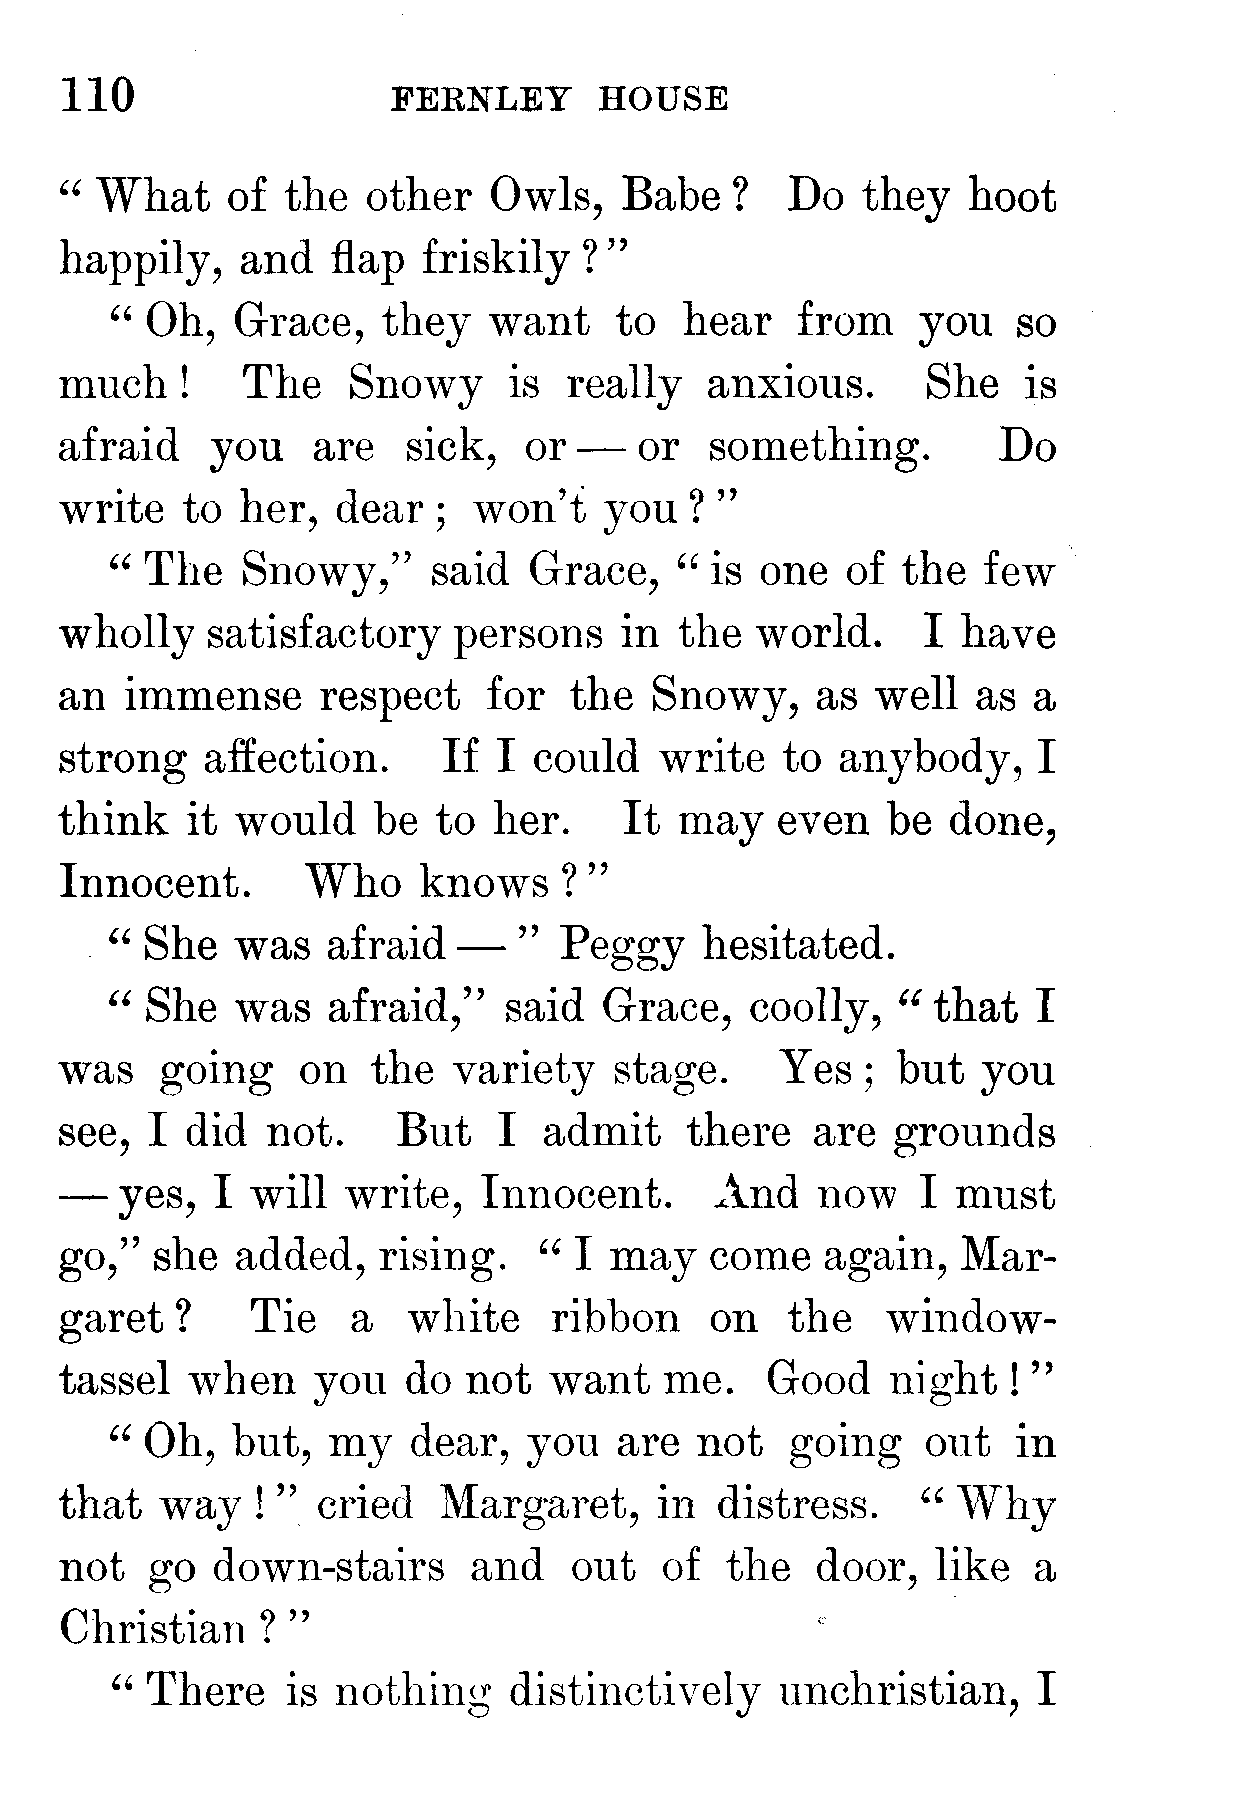 110 FERNLEY HOUSE
“ What of the other Owls, Babe ? Do they hoot
happily, and flap friskily ? ”
“ Oh, Grace, they want to hear from you so
much ! The Snowy is really anxious. She is
afraid you are sick, or — or something. Do
write to her, dear ; won’t you ? ”
“ The Snowy,” said Grace, “ is one of the few
wholly satisfactory persons in the world. I have
an immense respect for the Snowy, as well as a
strong affection. If I could write to anybody, I
think it would be to her. It may even be done,
Innocent. Who knows ? ”
“ She was afraid — ” Peggy hesitated.
“ She was afraid,” said Grace, coolly, “ that I
was going on the variety stage. Yes ; but you
see, I did not. But I admit there are grounds
— yes, I will write, Innocent. And now I must
go,” she added, rising. “ I may come again, Mar-
garet ? Tie a white ribbon on the window-
tassel when you do not want me. Good night ! ”
“ Oh, but, my dear, you are not going out in
that way ! ” cried Margaret, in distress. “ Why
not go down-stairs and out of the door, like a
Christian ? ”
“ There is nothing distinctively unchristian, I